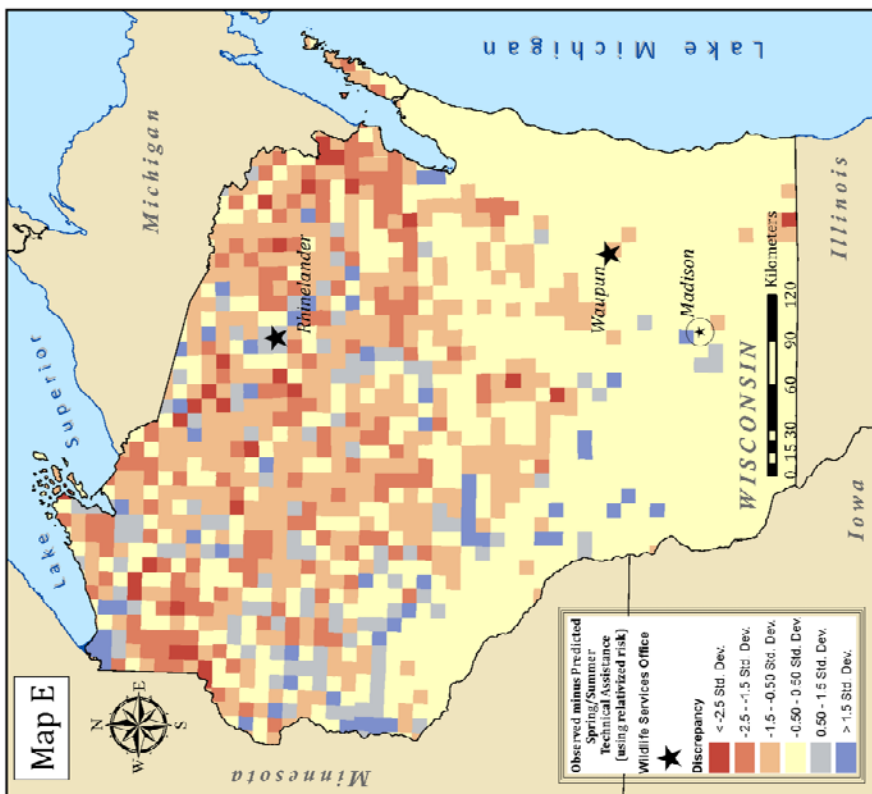 Map E
N
W E
S
Lake Superior
Michigan
Lake Michigan
Minnesota
Rhinelander
Waupun
Madison
WISCONSIN
Iowa
Illinois
0 15 30 60 90 120
Kilometers
Observed minus Predicted
Spring/Summer
Technical Assistance
[using relativized risk]
Wildlife Services Office
Discrepancy
< -2.5 Std. Dev.
-2.5 - -1.5 Std. Dev.
-1.5 - -0.50 Std. Dev.
-0.50 - 0.50 Std. Dev.
0.50 - 1.5 Std. Dev.
> 1.5 Std. Dev.